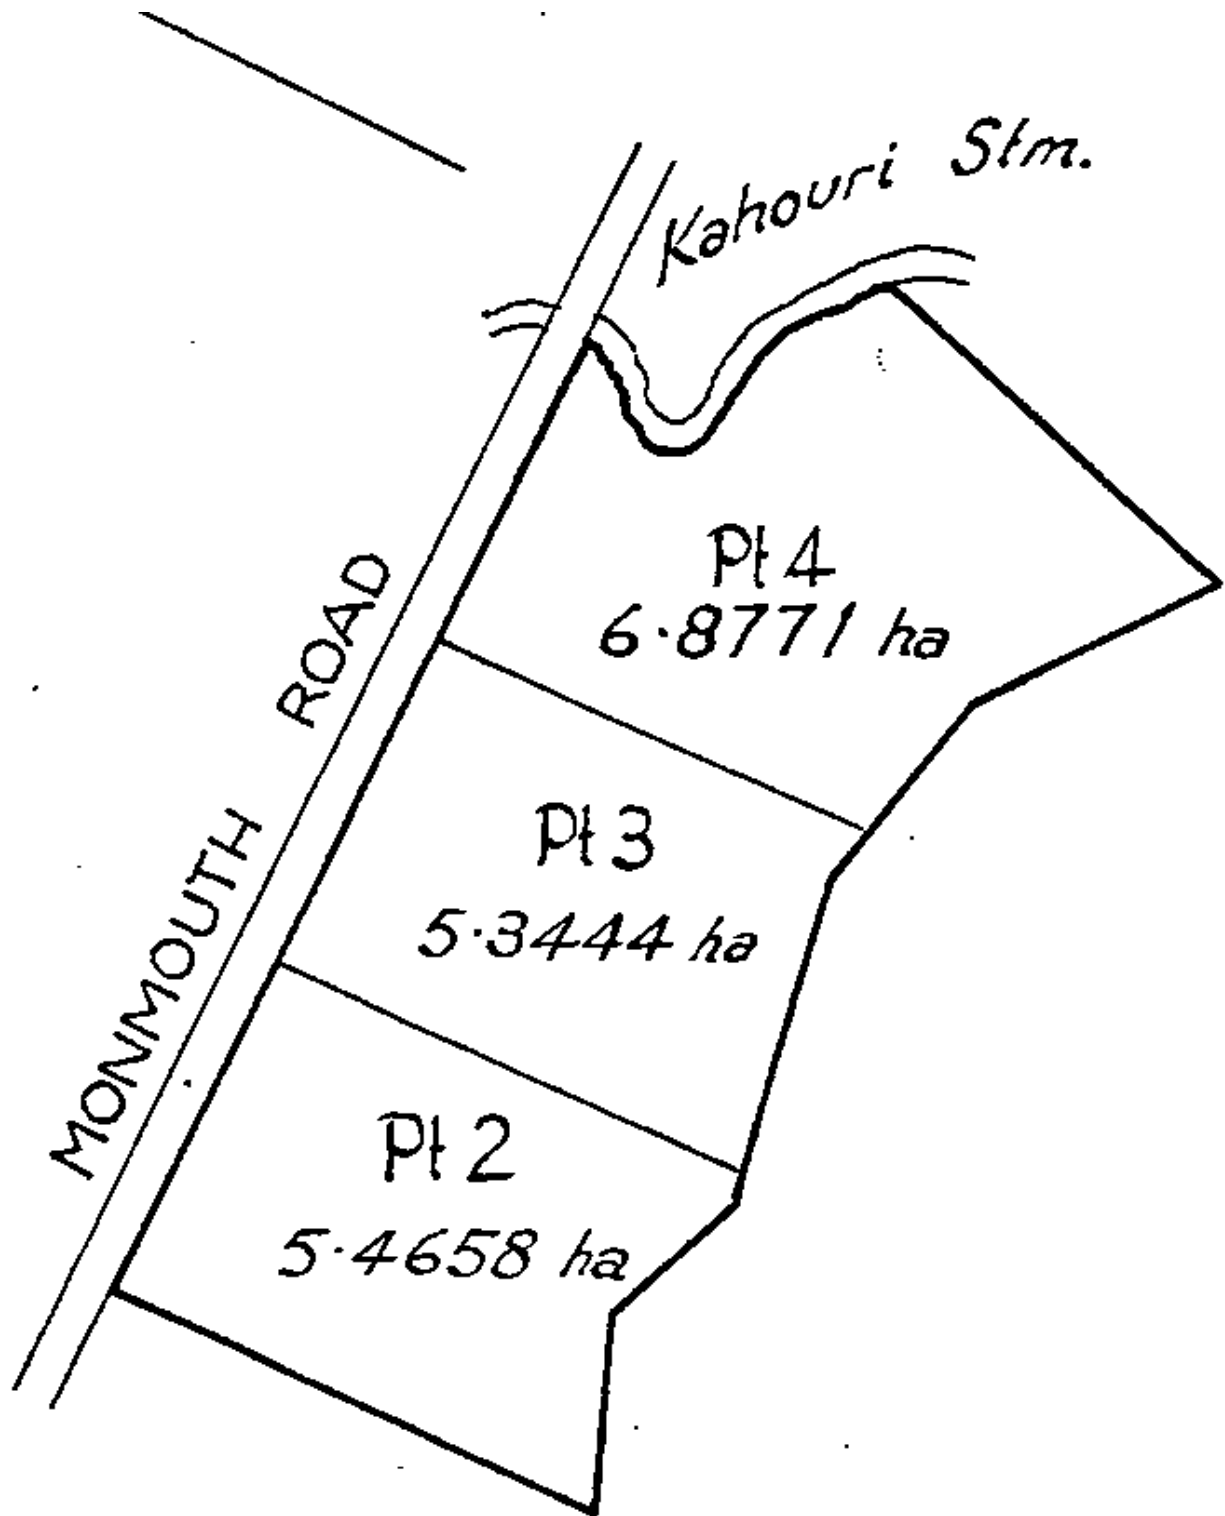 Kahouri Stm.
Pt 4
6·8771 ha
MONMOUTH ROAD
Pt 3
5·3444 ha
Pt 2
5·4658 ha